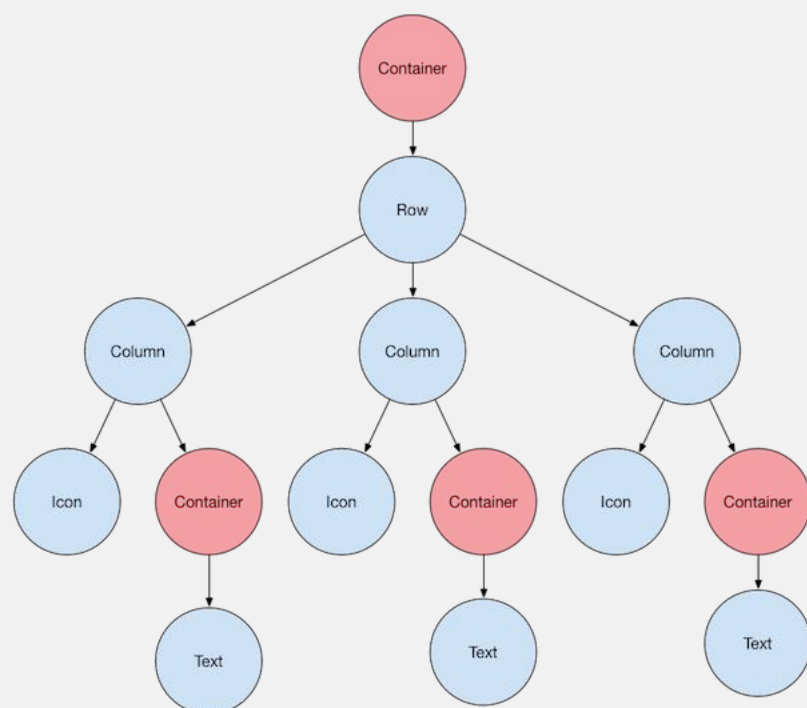 Container
Row
Column
Column
Column
Icon
Container
Icon
Container
Icon
Container
Text
Text
Text